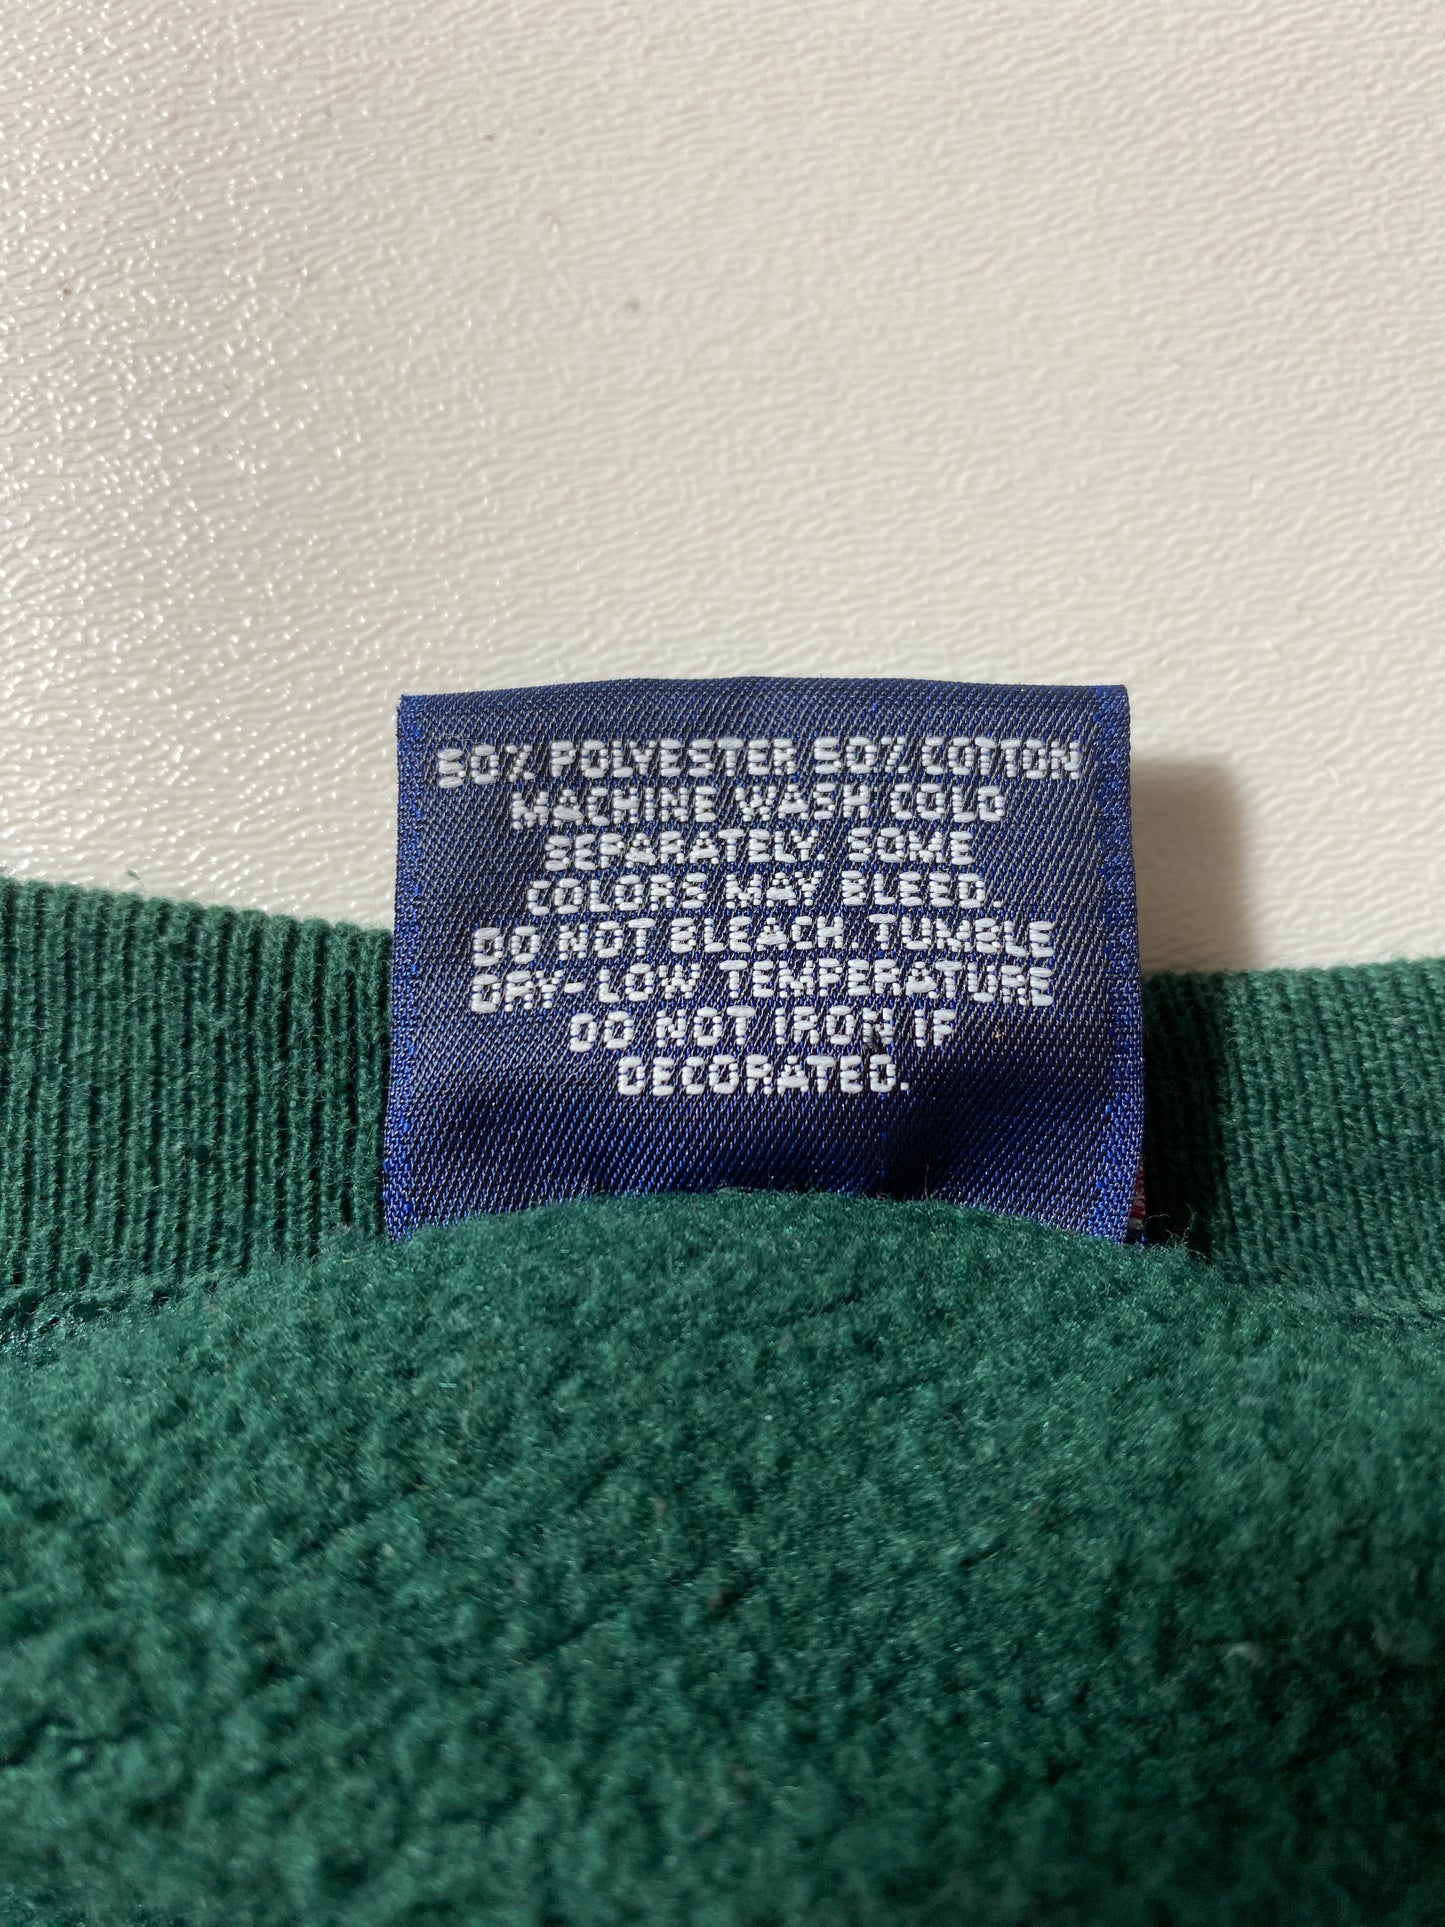 50% POLYESTER 50% COTTON
MACHINE WASH COLD
SEPARATELY SOME
COLORS MAY BLEED.
DO NOT BLEACH. TUMBLE
DRY-LOW TEMPERATURE
DO NOT IRON IF
DECORATED.